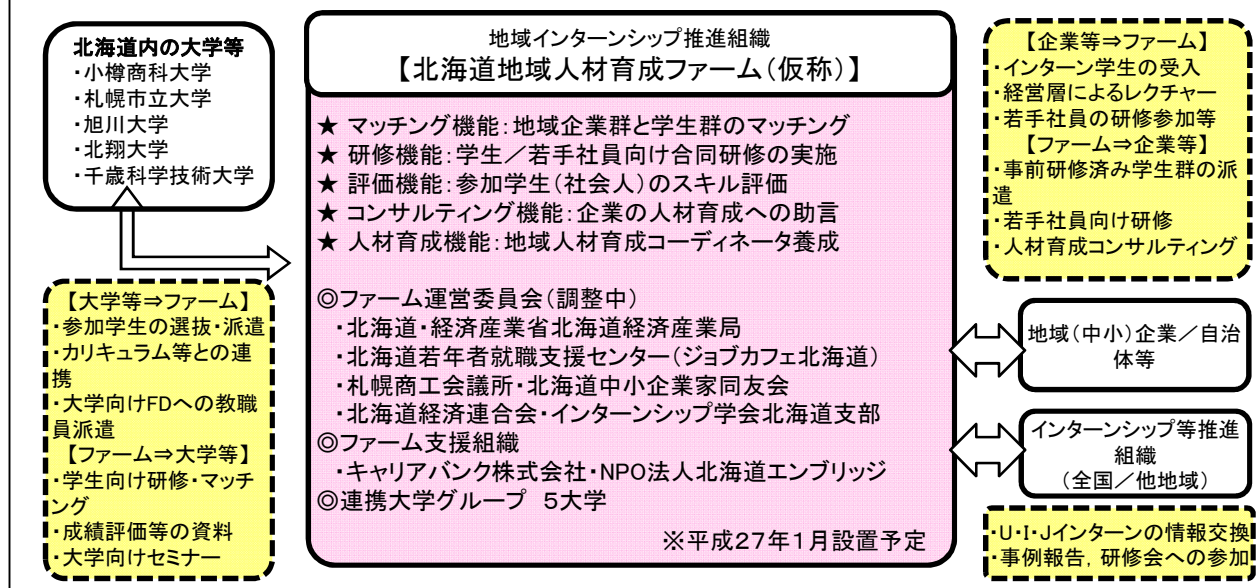 北海道内の大学等
・小樽商科大学
・札幌市立大学
・旭川大学
・北翔大学
・千歳科学技術大学
【大学等⇒ファーム】
・参加学生の選抜・派遣
・カリキュラム等との連
携
・大学向けFDへの教職
員派遣
【ファーム⇒大学等】
・学生向け研修・マッチ
ング
・成績評価等の資料
・大学向けセミナー
地域インターンシップ推進組織
【北海道地域人材育成ファーム(仮称)】
★ マッチング機能:地域企業群と学生群のマッチング
★ 研修機能:学生/若手社員向け合同研修の実施
★ 評価機能:参加学生(社会人)のスキル評価
★ コンサルティング機能:企業の人材育成への助言
★ 人材育成機能:地域人材育成コーディネータ養成
◎ファーム運営委員会(調整中)
・北海道・経済産業省北海道経済産業局
・北海道若年者就職支援センター(ジョブカフェ北海道)
・札幌商工会議所・北海道中小企業家同友会
・北海道経済連合会・インターンシップ学会北海道支部
◎ファーム支援組織
・キャリアバンク株式会社・NPO法人北海道エンブリッジ
◎連携大学グループ 5大学
※平成27年1月設置予定
【企業等⇒ファーム】
・インターン学生の受入
・経営層によるレクチャー
・若手社員の研修参加等
【ファーム⇒企業等】
・事前研修済み学生群の派
遣
・若手社員向け研修
・人材育成コンサルティング
地域(中小)企業/自治
体等
インターンシップ等推進
組織
(全国/他地域)
・U・I・Jインターンの情報交換
・事例報告,研修会への参加